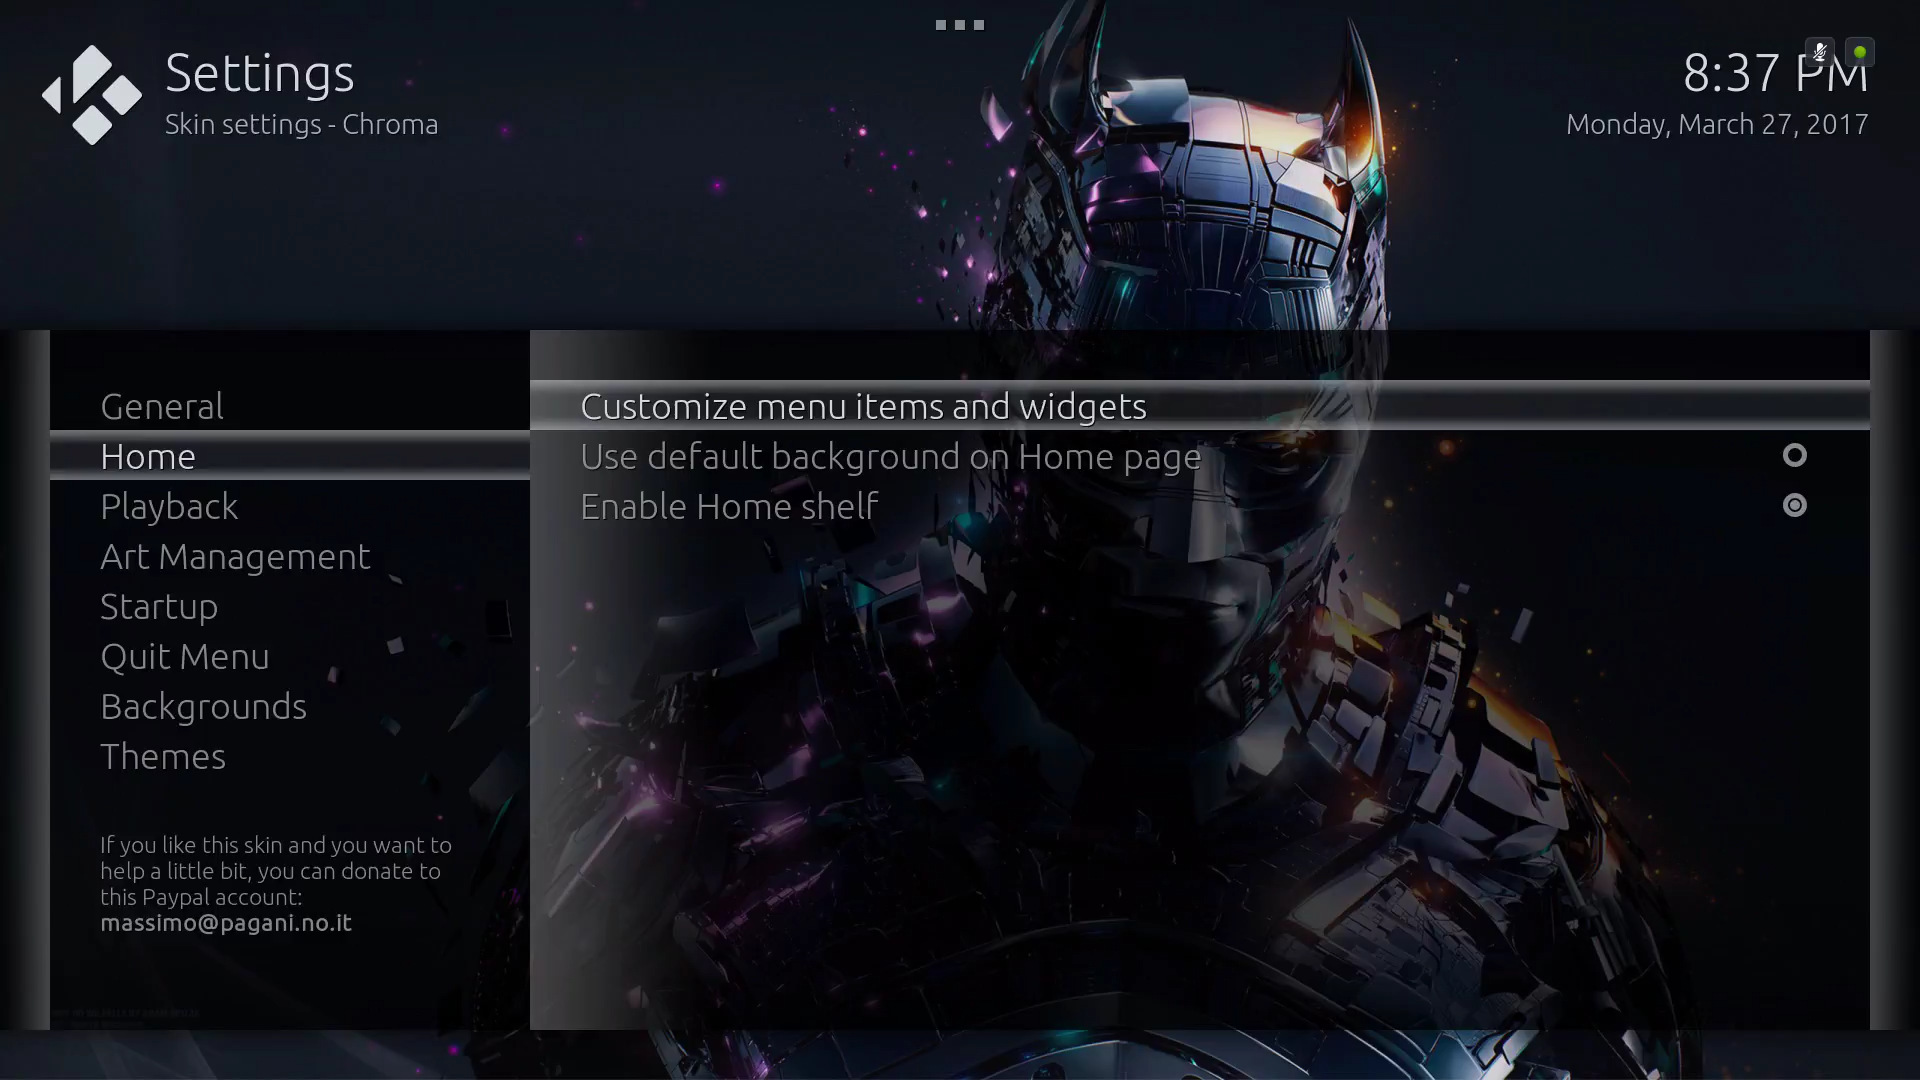 Settings
Skin settings - Chroma
8:37 PM
Monday, March 27, 2017
General
Home
Playback
Art Management
Startup
Quit Menu
Backgrounds
Themes
If you like this skin and you want to
help a little bit, you can donate to
this Paypal account:
massimo@pagani.no.it
Customize menu items and widgets
Use default background on Home page
Enable Home shelf